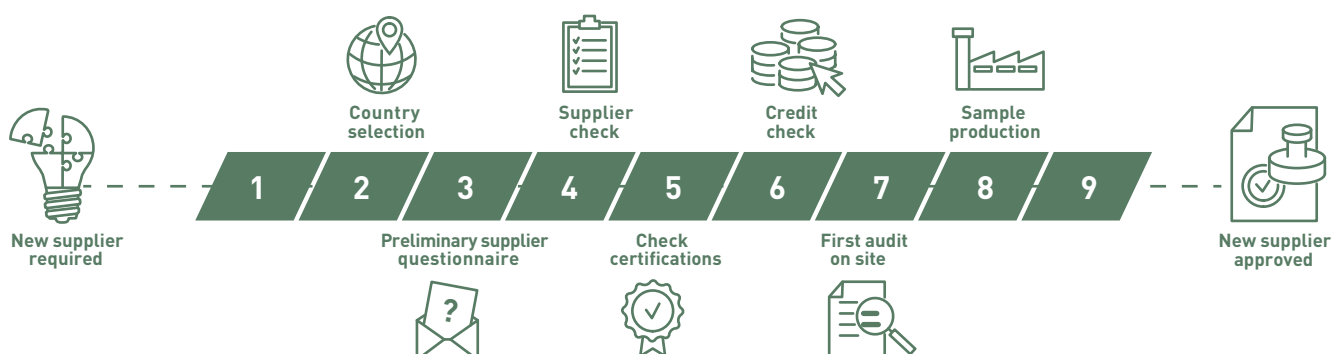 Country
selection
Supplier
check
Credit
check
Sample
production
1
2
3
4
5
6
7
8
9
New supplier
required
Preliminary supplier
questionnaire
Check
certifications
First audit
on site
New supplier
approved
?